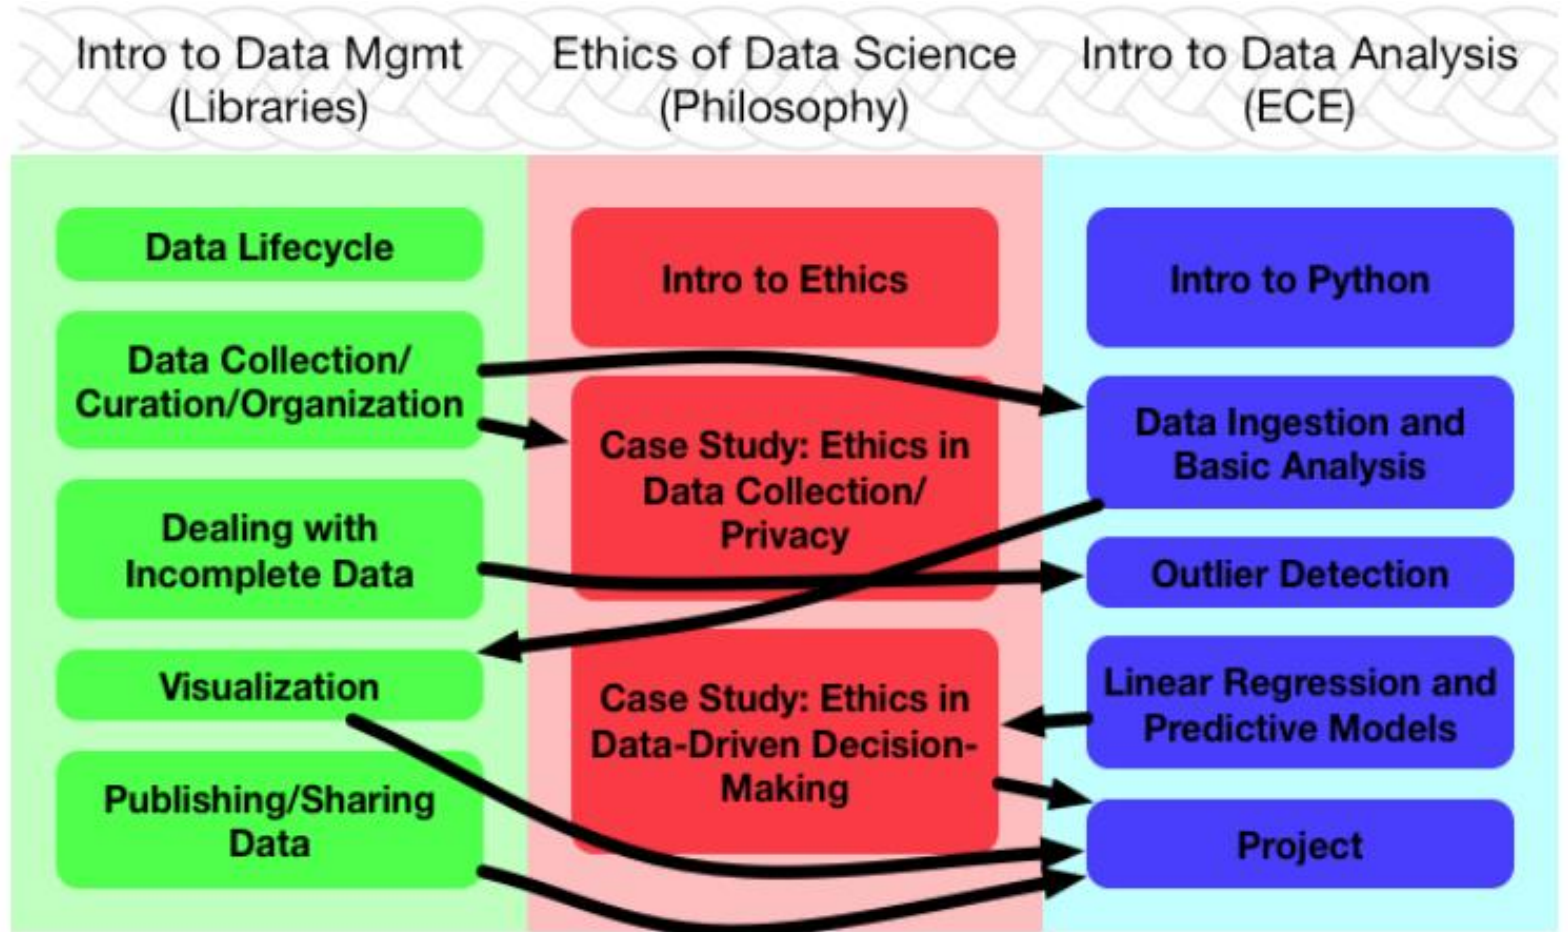 Intro to Data Mgmt
(Libraries)
Ethics of Data Science
(Philosophy)
Intro to Data Analysis
(ECE)
Data Lifecycle
Data Collection/
Curation/Organization
Dealing with
Incomplete Data
Visualization
Publishing/Sharing
Data
Intro to Ethics
Case Study: Ethics in
Data Collection/
Privacy
Case Study: Ethics in
Data-Driven Decision-
Making
Intro to Python
Data Ingestion and
Basic Analysis
Outlier Detection
Linear Regression and
Predictive Models
Project